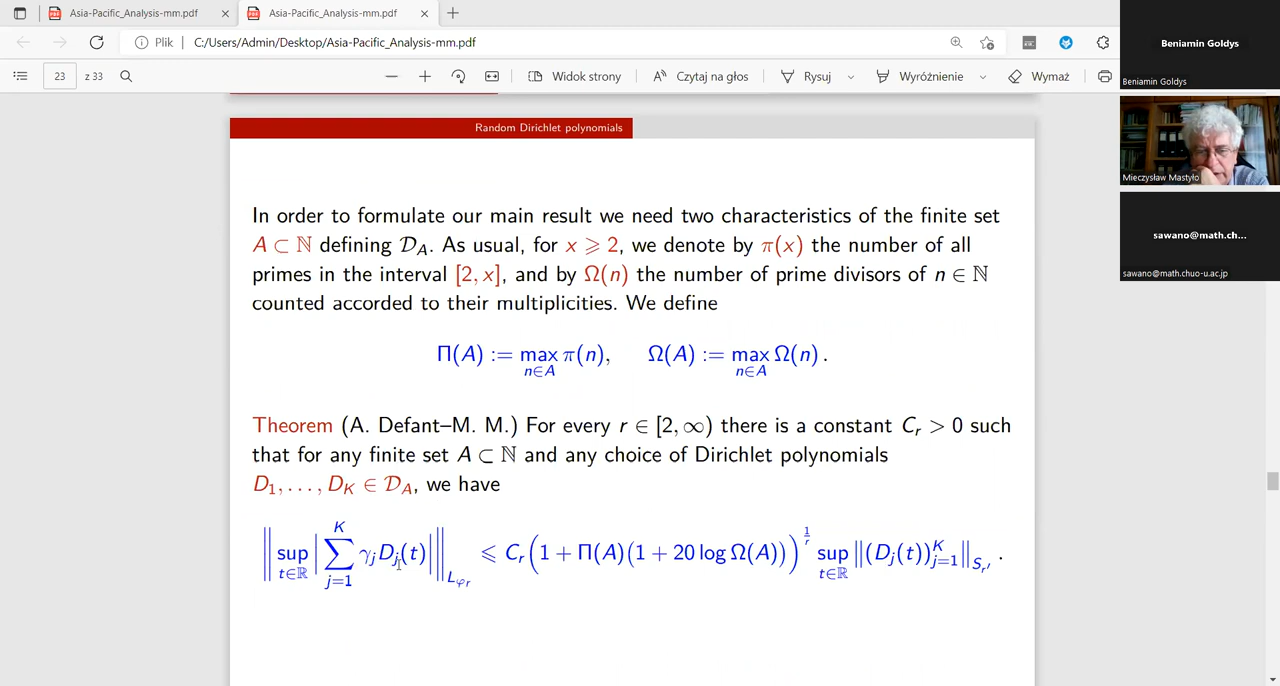 Asia-Pacific_Analysis-mm.pdf
Asia-Pacific_Analysis-mm.pdf
Plik C:/Users/Admin/Desktop/Asia-Pacific_Analysis-mm.pdf
23 z 33 Widok strony Czytaj na głos Rysuj Wyróżnienie Wymaż
Random Dirichlet polynomials
In order to formulate our main result we need two characteristics of the finite set
A ⊂ ℕ defining 𝒟_A. As usual, for x ⩾ 2, we denote by π(x) the number of all
primes in the interval [2, x], and by Ω(n) the number of prime divisors of n ∈ ℕ
counted accorded to their multiplicities. We define
Π(A) := max_{n∈A} π(n), Ω(A) := max_{n∈A} Ω(n) .
Theorem (A. Defant–M. M.) For every r ∈ [2, ∞) there is a constant C_r > 0 such
that for any finite set A ⊂ ℕ and any choice of Dirichlet polynomials
D_1, . . . , D_K ∈ 𝒟_A, we have
‖ sup_{t∈ℝ} | ∑_{j=1}^{K} γ_j D_j(t) | ‖_{L_{φ_r}} ⩽ C_r (1 + Π(A)(1 + 20 log Ω(A)))^{1/r} sup_{t∈ℝ} ‖(D_j(t))_{j=1}^{K}‖_{S_{r′}} .
Beniamin Goldys
Beniamin Goldys
Mieczysław Mastyło
sawano@math.ch...
sawano@math.chuo-u.ac.jp